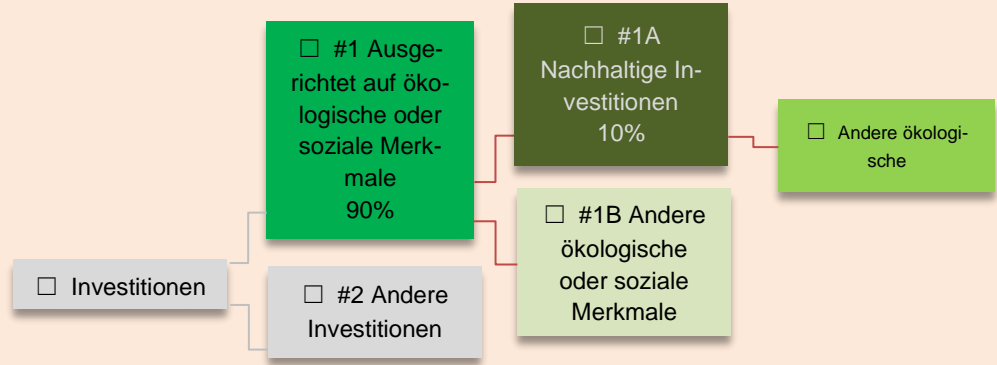 ☐ #1 Ausge-
richtet auf öko-
logische oder
soziale Merk-
male
90%
☐ #1A
Nachhaltige In-
vestitionen
10%
☐ Andere ökologi-
sche
☐ #1B Andere
ökologische
oder soziale
Merkmale
☐ Investitionen
☐ #2 Andere
Investitionen